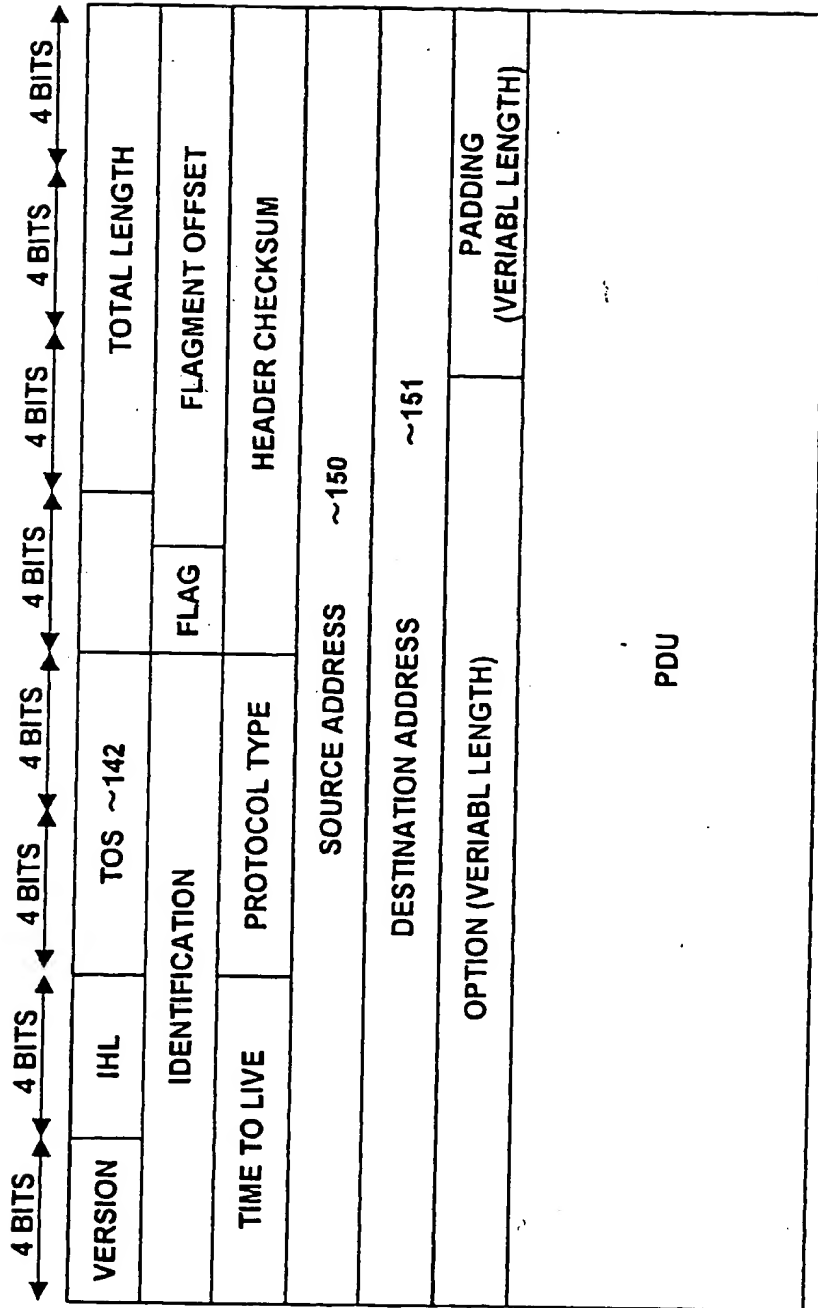 4 BITS 4 BITS 4 BITS 4 BITS 4 BITS 4 BITS 4 BITS 4 BITS
VERSION IHL TOS ~142 TOTAL LENGTH
IDENTIFICATION FLAG FLAGMENT OFFSET
TIME TO LIVE PROTOCOL TYPE HEADER CHECKSUM
SOURCE ADDRESS ~150
DESTINATION ADDRESS ~151
OPTION (VERIABL LENGTH) PADDING
(VERIABL LENGTH)
PDU